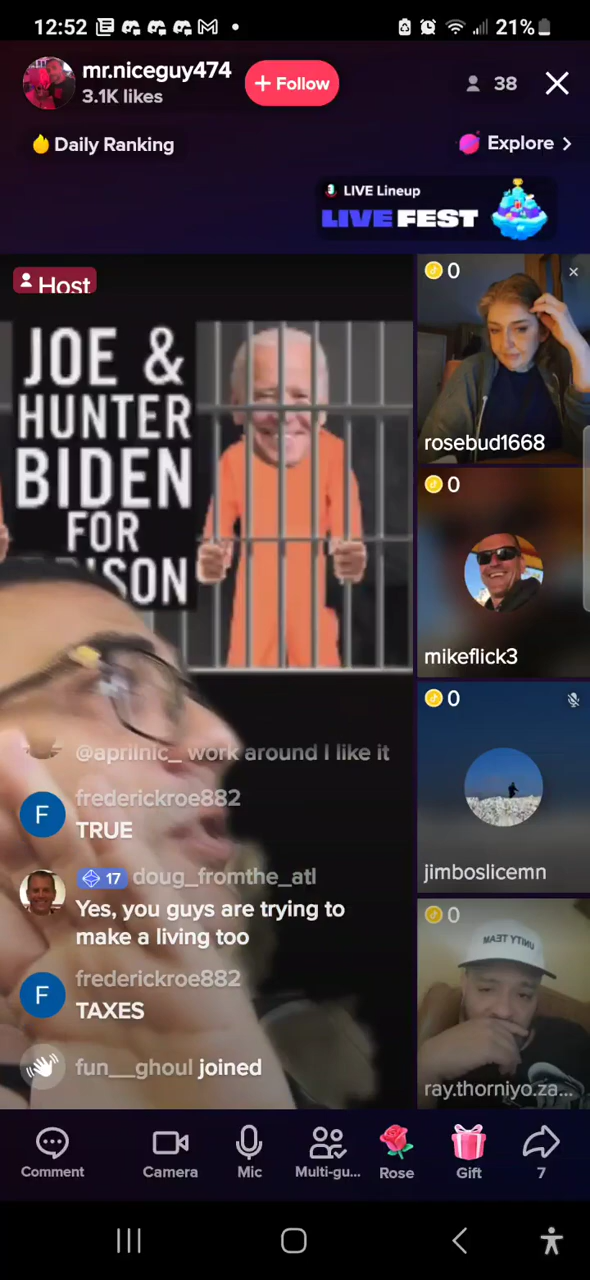 12:52
21%
mr.niceguy474
3.1K likes
+ Follow
38
Daily Ranking
Explore >
LIVE Lineup
LIVE FEST
Host
JOE &
HUNTER
BIDEN
FOR
0
rosebud1668
0
mikeflick3
0
jimboslicemn
0
UNITY TEAM
ray.thorniyo.za...
@aprilnic_ work around I like it
frederickroe882
F
TRUE
17 doug_fromthe_atl
Yes, you guys are trying to
make a living too
frederickroe882
F
TAXES
fun__ghoul joined
Comment
Camera
Mic
Multi-gu...
Rose
Gift
7